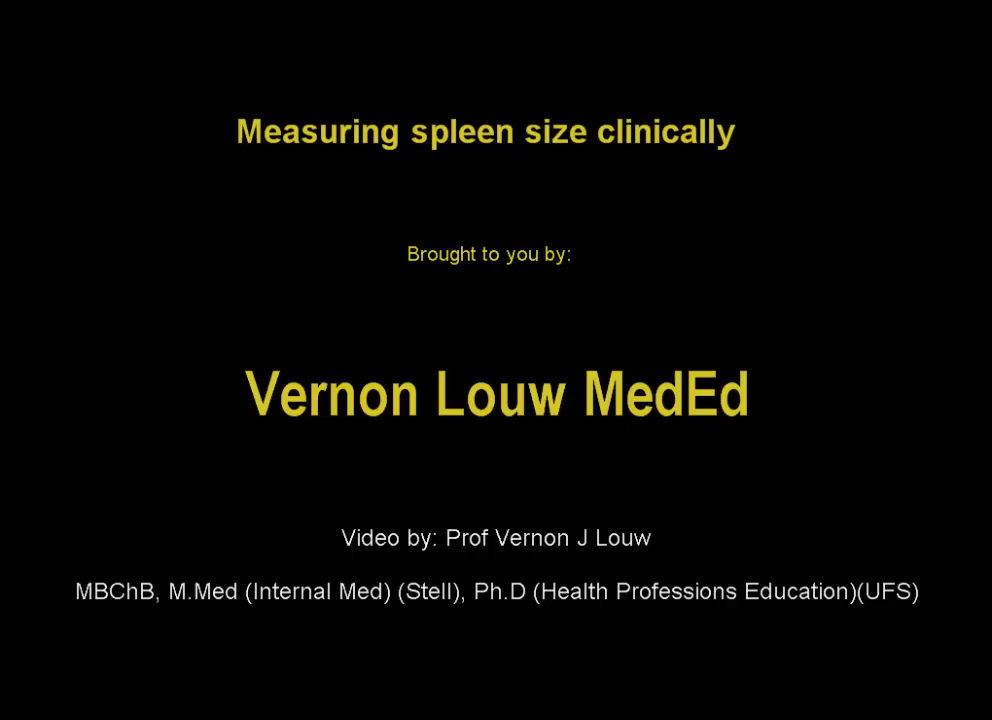 Measuring spleen size clinically
Brought to you by:
Vernon Louw MedEd
Video by: Prof Vernon J Louw
MBChB, M.Med (Internal Med) (Stell), Ph.D (Health Professions Education)(UFS)